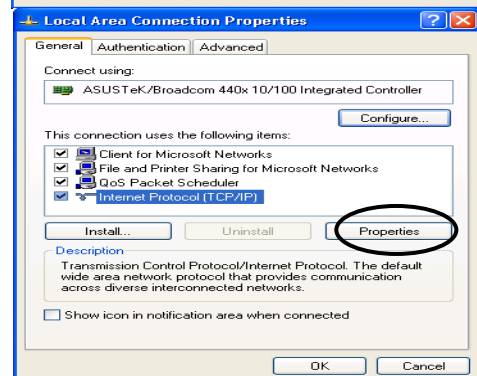 Local Area Connection Properties
General Authentication Advanced
Connect using:
ASUSTeK/Broadcom 440x 10/100 Integrated Controller
Configure...
This connection uses the following items:
Client for Microsoft Networks
File and Printer Sharing for Microsoft Networks
QoS Packet Scheduler
Internet Protocol (TCP/IP)
Install... Uninstall Properties
Description
Transmission Control Protocol/Internet Protocol. The default
wide area network protocol that provides communication
across diverse interconnected networks.
Show icon in notification area when connected
OK Cancel